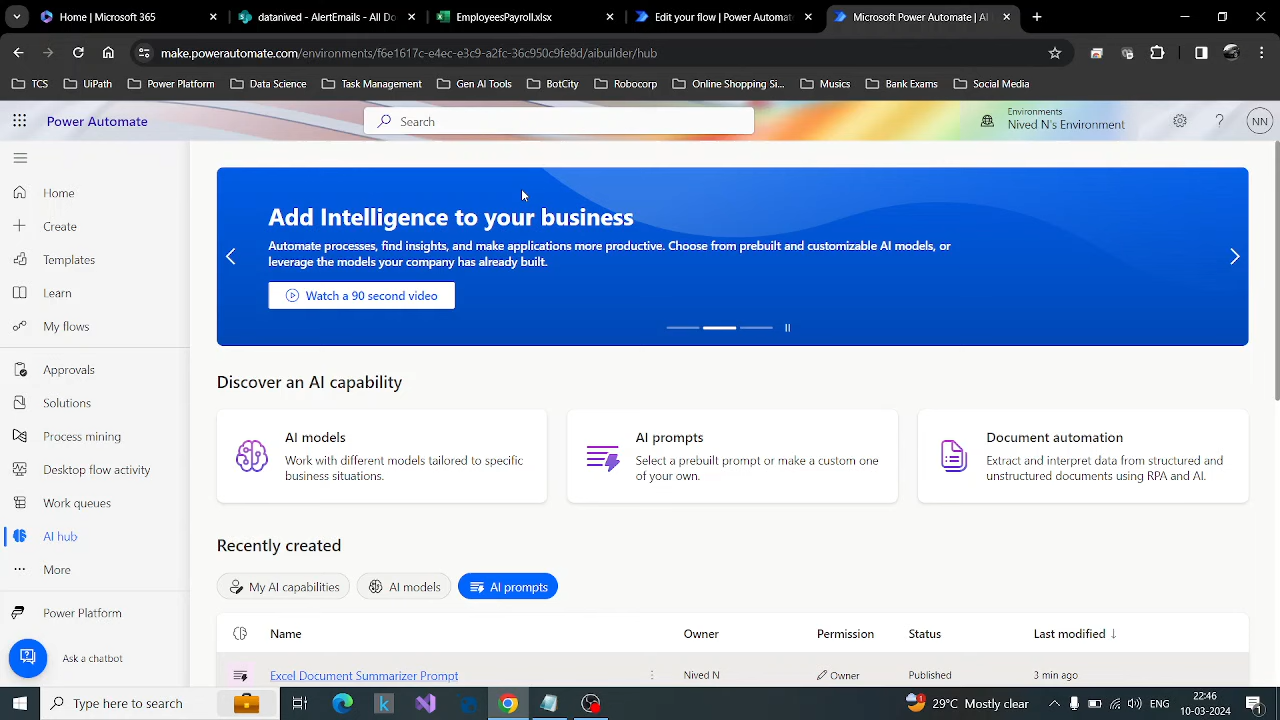 Home | Microsoft 365
datanived - AlertEmails - All Do
EmployeesPayroll.xlsx
Edit your flow | Power Automat
Microsoft Power Automate | AI
make.powerautomate.com/environments/f6e1617c-e4ec-e3c9-a2fc-36c950c9fe8d/aibuilder/hub
TCS
UiPath
Power Platform
Data Science
Task Management
Gen AI Tools
BotCity
Robocorp
Online Shopping Si...
Musics
Bank Exams
Social Media
Power Automate
Search
Environments
Nived N's Environment
NN
Home
Create
Templates
Learn
My flows
Approvals
Solutions
Process mining
Desktop flow activity
Work queues
AI hub
More
Power Platform
Ask a chatbot
Add Intelligence to your business
Automate processes, find insights, and make applications more productive. Choose from prebuilt and customizable AI models, or
leverage the models your company has already built.
Watch a 90 second video
Discover an AI capability
AI models
Work with different models tailored to specific
business situations.
AI prompts
Select a prebuilt prompt or make a custom one
of your own.
Document automation
Extract and interpret data from structured and
unstructured documents using RPA and AI.
Recently created
My AI capabilities
AI models
AI prompts
Name
Owner
Permission
Status
Last modified ↓
Excel Document Summarizer Prompt
Nived N
Owner
Published
3 min ago
Type here to search
29°C Mostly clear
ENG
22:46
10-03-2024